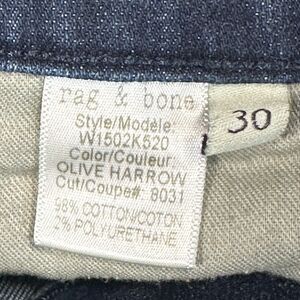 rag & bone
Style/Modèle:
W1502K520
Color/Couleur:
OLIVE HARROW
Cut/Coupe#: 8031
98% COTTON/COTON
2% POLYURETHANE
30